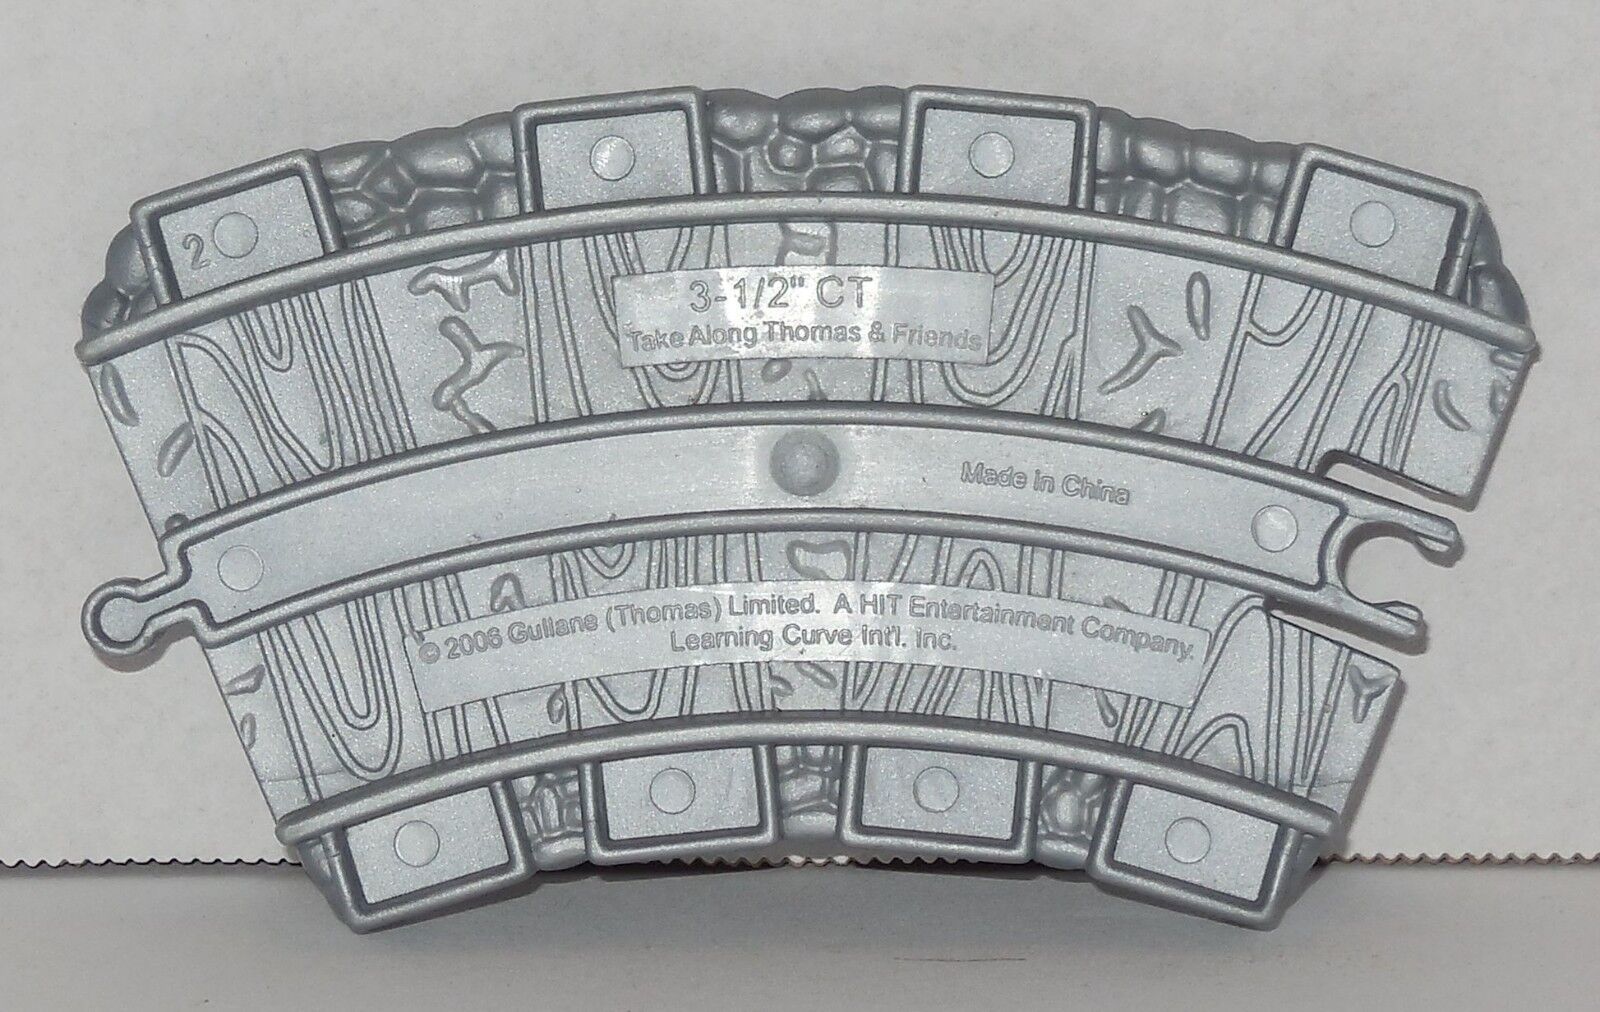 2
3-1/2" CT
Take Along Thomas & Friends
Made in China
© 2006 Gullane (Thomas) Limited. A HIT Entertainment Company.
Learning Curve Int'l. Inc.